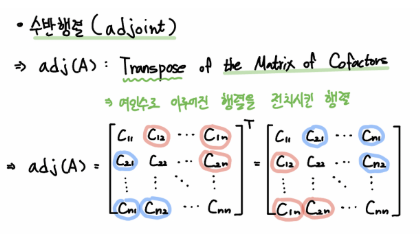 • 수반행렬 (adjoint)
⇒ adj(A) : Transpose of the Matrix of Cofactors
⇒ 여인수로 이루어진 행렬을 전치시킨 행렬
⇒ adj(A) = [C₁₁ C₁₂ ⋯ C₁ₙ; C₂₁ C₂₂ ⋯ C₂ₙ; ⋮ ⋮ ⋱ ⋮; Cₙ₁ Cₙ₂ ⋯ Cₙₙ]ᵀ = [C₁₁ C₂₁ ⋯ Cₙ₁; C₁₂ C₂₂ ⋯ Cₙ₂; ⋮ ⋮ ⋱ ⋮; C₁ₙ C₂ₙ ⋯ Cₙₙ]